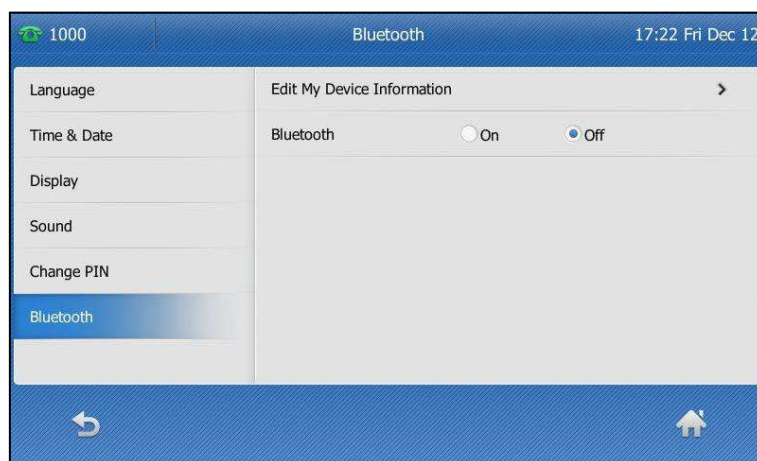 1000 Bluetooth 17:22 Fri Dec 12
Language
Edit My Device Information
Time & Date
Bluetooth On Off
Display
Sound
Change PIN
Bluetooth